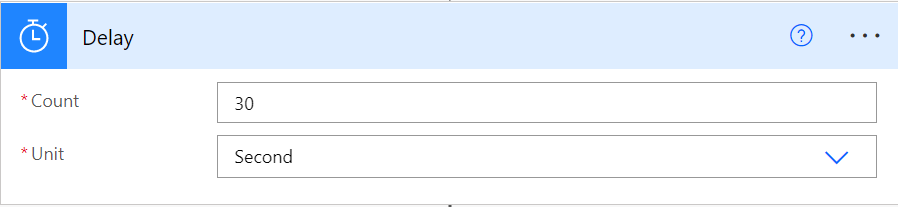 Delay
* Count 30
* Unit Second